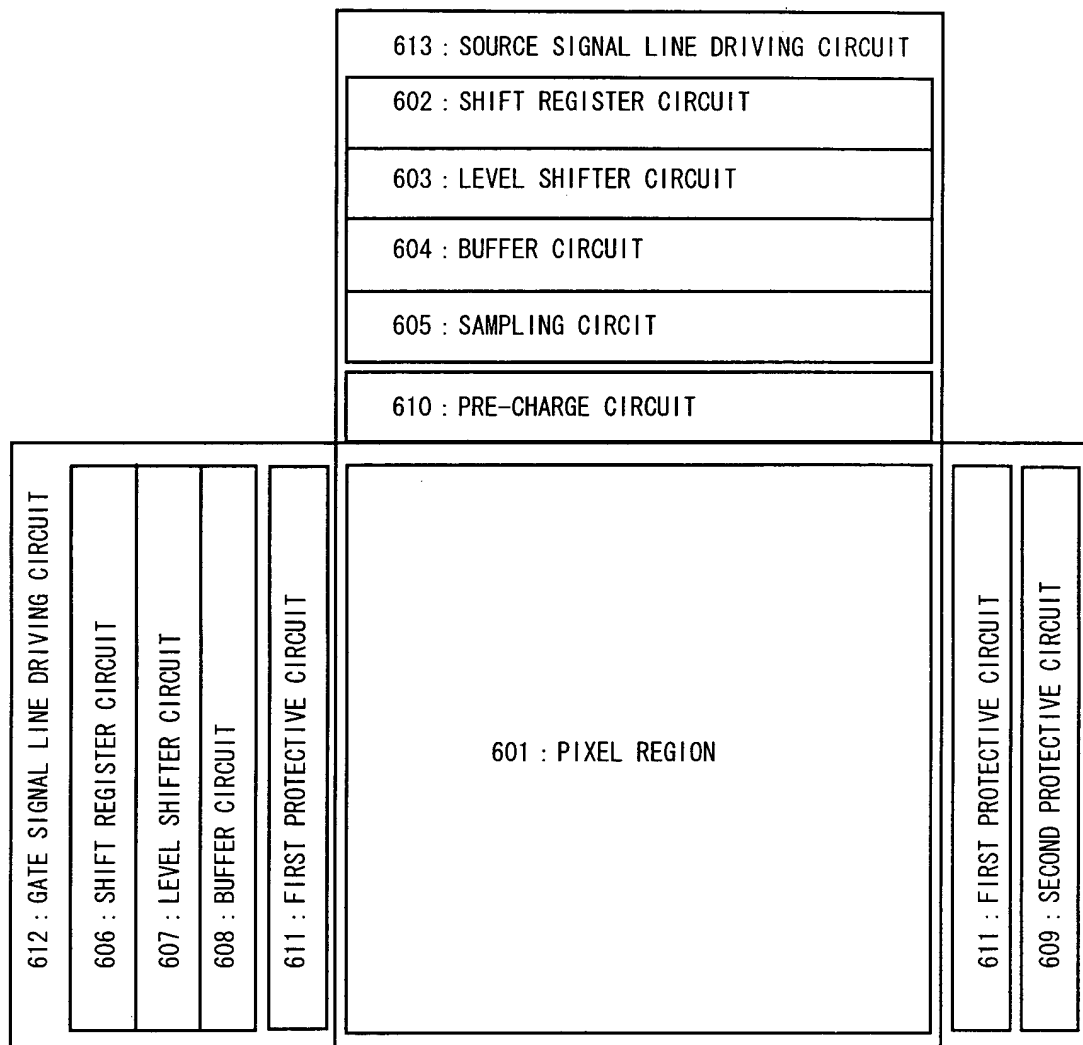 613 : SOURCE SIGNAL LINE DRIVING CIRCUIT
602 : SHIFT REGISTER CIRCUIT
603 : LEVEL SHIFTER CIRCUIT
604 : BUFFER CIRCUIT
605 : SAMPLING CIRCIT
610 : PRE-CHARGE CIRCUIT
612 : GATE SIGNAL LINE DRIVING CIRCUIT
606 : SHIFT REGISTER CIRCUIT
607 : LEVEL SHIFTER CIRCUIT
608 : BUFFER CIRCUIT
611 : FIRST PROTECTIVE CIRCUIT
601 : PIXEL REGION
611 : FIRST PROTECTIVE CIRCUIT
609 : SECOND PROTECTIVE CIRCUIT